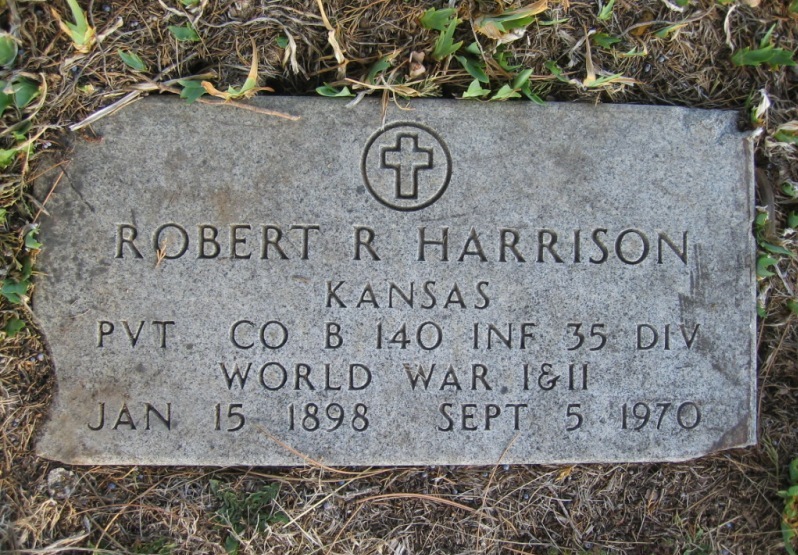 ROBERT R HARRISON
KANSAS
PVT CO B 140 INF 35 DIV
WORLD WAR I&II
JAN 15 1898 SEPT 5 1970